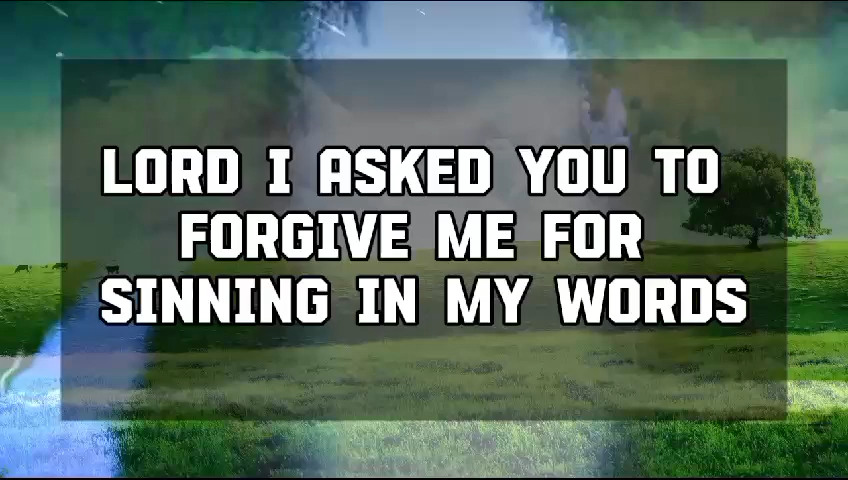 LORD I ASKED YOU TO
FORGIVE ME FOR
SINNING IN MY WORDS